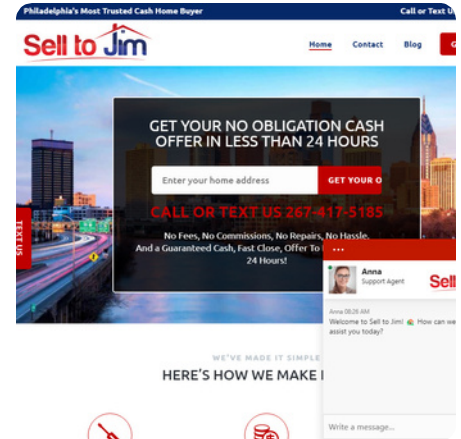 Philadelphia's Most Trusted Cash Home Buyer
Call or Text
Sell to Jim
Home
Contact
Blog
GET YOUR NO OBLIGATION CASH
OFFER IN LESS THAN 24 HOURS
Enter your home address
GET YOUR O
CALL OR TEXT US 267-417-5185
No Fees, No Commissions, No Repairs, No Hassle.
And a Guaranteed Cash, Fast Close, Offer To
24 Hours!
TEXT US
...
Anna
Support Agent
Sell
Anna 08:26 AM
Welcome to Sell to Jim! How can we
assist you today?
WE'VE MADE IT SIMPLE
HERE'S HOW WE MAKE
Write a message...